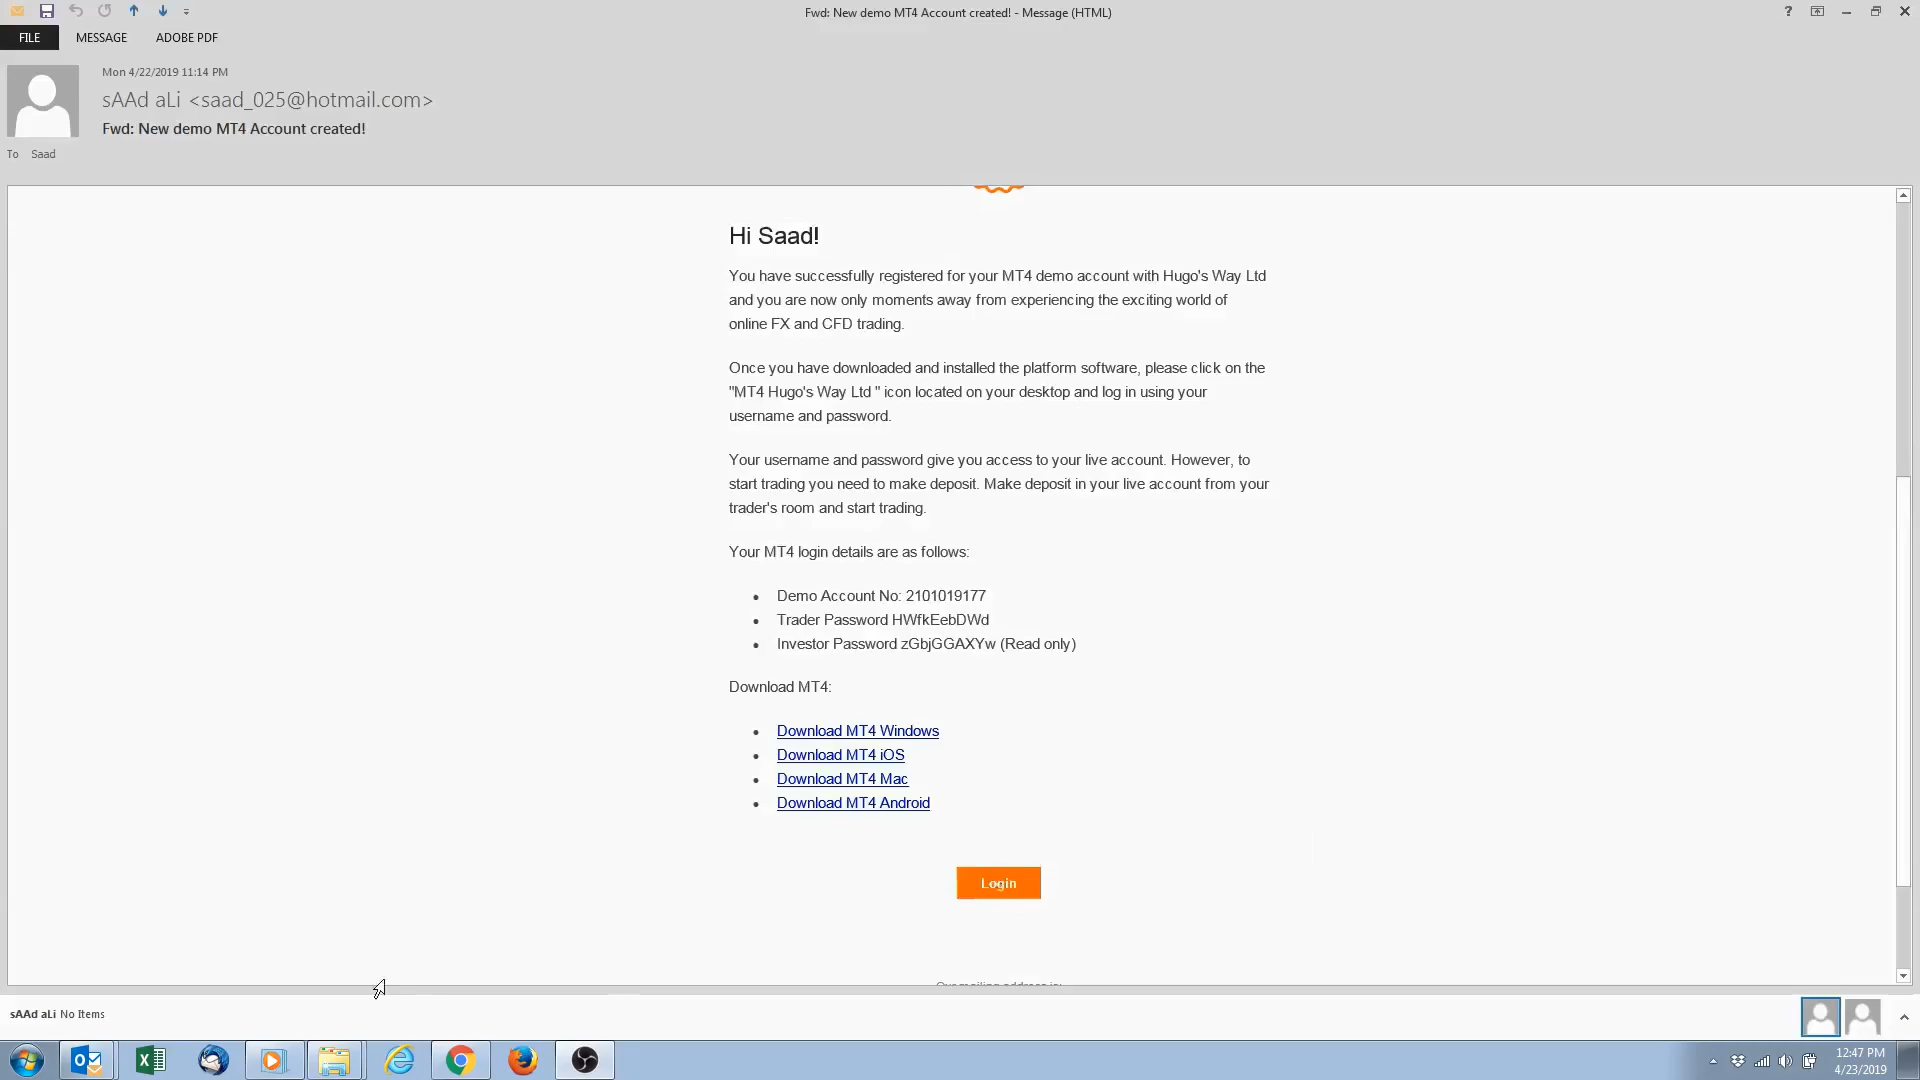 Fwd: New demo MT4 Account created! - Message (HTML)
FILE MESSAGE ADOBE PDF
Mon 4/22/2019 11:14 PM
sAAd aLi <saad_025@hotmail.com>
Fwd: New demo MT4 Account created!
To Saad
Hi Saad!
You have successfully registered for your MT4 demo account with Hugo's Way Ltd
and you are now only moments away from experiencing the exciting world of
online FX and CFD trading.
Once you have downloaded and installed the platform software, please click on the
"MT4 Hugo's Way Ltd " icon located on your desktop and log in using your
username and password.
Your username and password give you access to your live account. However, to
start trading you need to make deposit. Make deposit in your live account from your
trader's room and start trading.
Your MT4 login details are as follows:
• Demo Account No: 2101019177
• Trader Password HWfkEebDWd
• Investor Password zGbjGGAXYw (Read only)
Download MT4:
• Download MT4 Windows
• Download MT4 iOS
• Download MT4 Mac
• Download MT4 Android
Login
sAAd aLi No Items
12:47 PM
4/23/2019